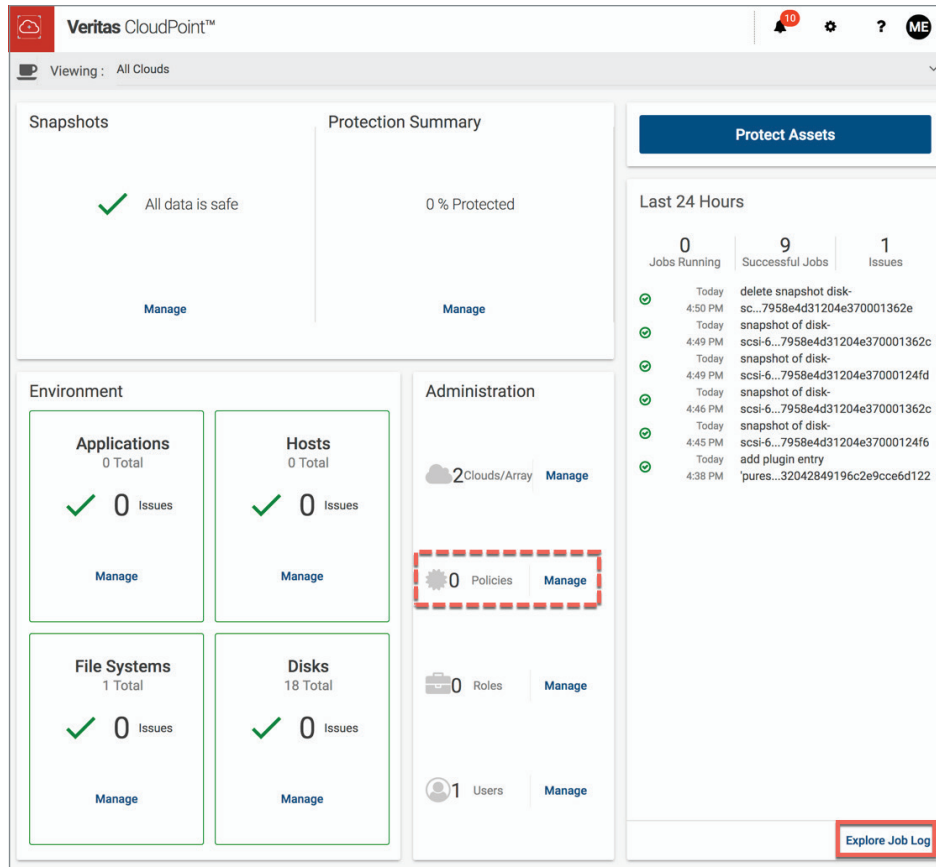 Veritas CloudPoint™
10
?
ME
Viewing : All Clouds
Snapshots
All data is safe
Manage
Protection Summary
0 % Protected
Manage
Protect Assets
Last 24 Hours
0
Jobs Running
9
Successful Jobs
1
Issues
Today delete snapshot disk-
4:50 PM sc...7958e4d31204e370001362e
Today snapshot of disk-
4:49 PM scsi-6...7958e4d31204e370001362c
Today snapshot of disk-
4:49 PM scsi-6...7958e4d31204e37000124fd
Today snapshot of disk-
4:46 PM scsi-6...7958e4d31204e370001362c
Today snapshot of disk-
4:45 PM scsi-6...7958e4d31204e37000124f6
Today add plugin entry
4:38 PM 'pures...32042849196c2e9cce6d122
Explore Job Log
Environment
Applications
0 Total
0 Issues
Manage
Hosts
0 Total
0 Issues
Manage
File Systems
1 Total
0 Issues
Manage
Disks
18 Total
0 Issues
Manage
Administration
2 Clouds/Array Manage
0 Policies Manage
0 Roles Manage
1 Users Manage